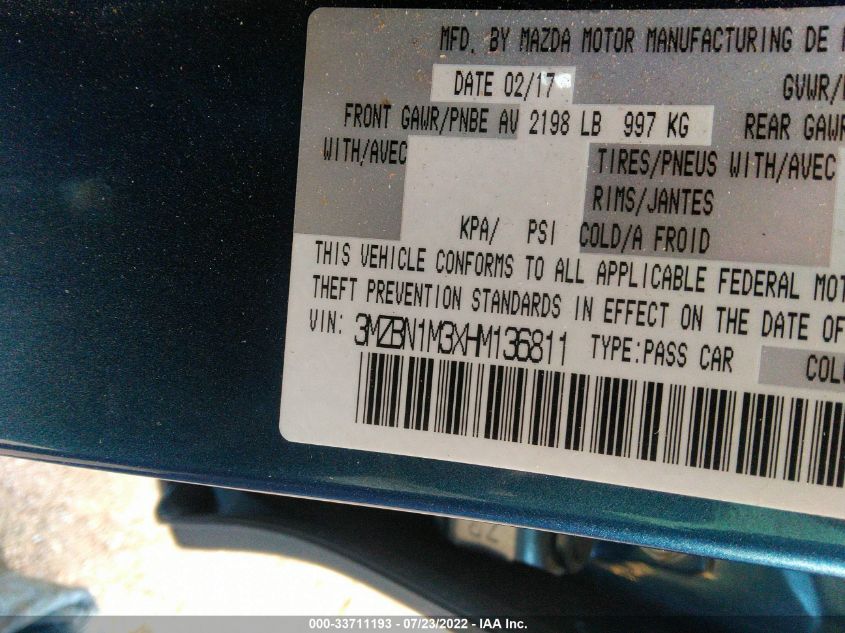 MFD. BY MAZDA MOTOR MANUFACTURING DE
DATE 02/17 GVWR/
FRONT GAWR/PNBE AV 2198 LB 997 KG REAR GAWR
WITH/AVEC TIRES/PNEUS WITH/AVEC
RIMS/JANTES
KPA/ PSI COLD/A FROID
THIS VEHICLE CONFORMS TO ALL APPLICABLE FEDERAL MOT
THEFT PREVENTION STANDARDS IN EFFECT ON THE DATE OF
VIN: 3MZBN1M3XHM136811 TYPE:PASS CAR COLO
000-33711193 - 07/23/2022 - IAA Inc.